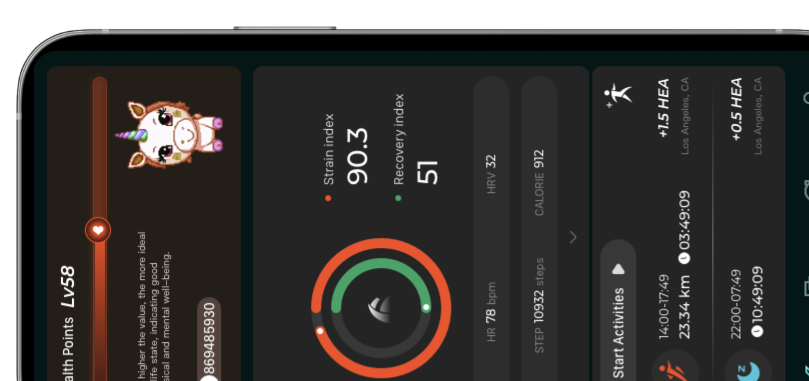 alth Points Lv58
higher the value, the more ideal
life state, indicating good
sical and mental well-being.
869485930
Strain index
90.3
Recovery index
51
HR 78 bpm
HRV 32
STEP 10932 steps
CALORIE 912
Start Activities
14:00-17:49
+1.5 HEA
23.34 km 03:49:09
Los Angeles, CA
22:00-07:49
+0.5 HEA
10:49:09
Los Angeles, CA
z